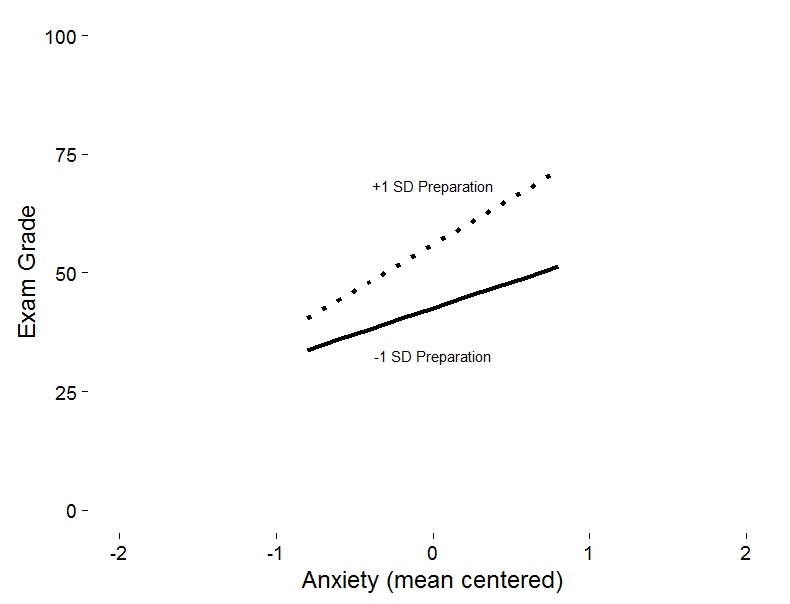 100
75
+1 SD Preparation
50
-1 SD Preparation
25
0
Exam Grade
-2 -1 0 1 2
Anxiety (mean centered)